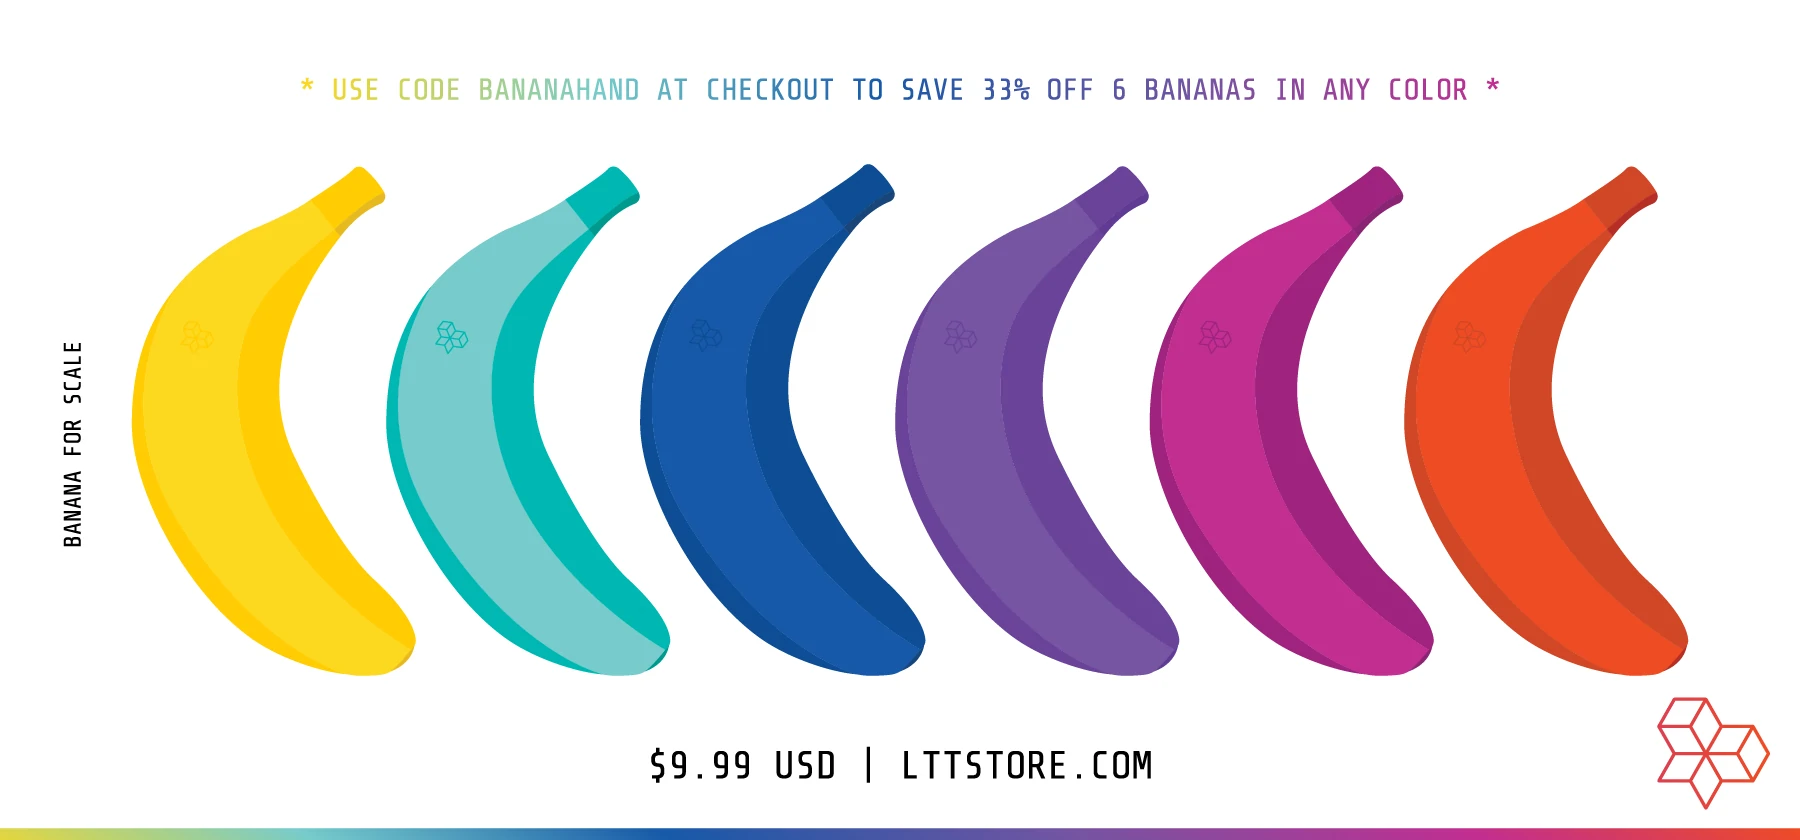 * USE CODE BANANAHAND AT CHECKOUT TO SAVE 33% OFF 6 BANANAS IN ANY COLOR *
BANANA FOR SCALE
$9.99 USD | LTTSTORE.COM